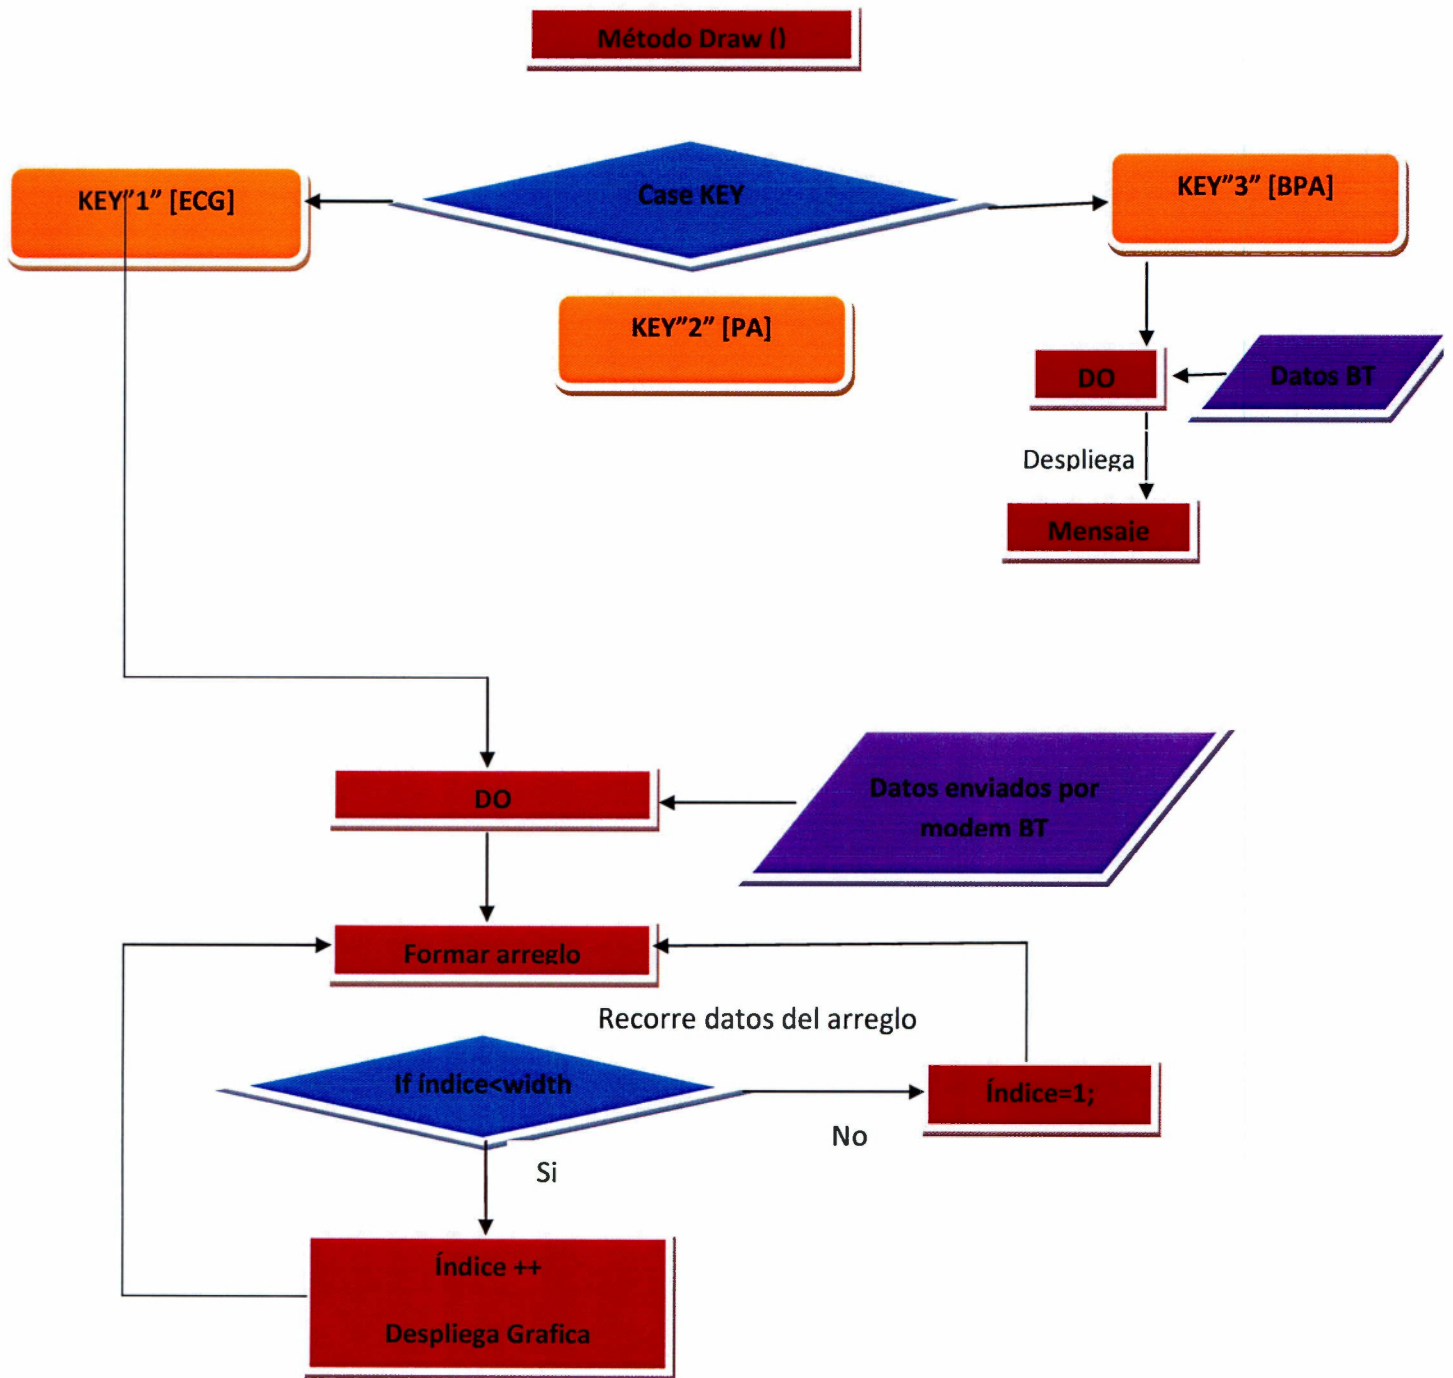 Método Draw ()
Case KEY
KEY"1" [ECG]
KEY"3" [BPA]
KEY"2" [PA]
DO
Datos BT
Despliega
Mensaje
DO
Datos enviados por
modem BT
Formar arreglo
Recorre datos del arreglo
If índice<width
Índice=1;
No
Si
Índice ++
Despliega Grafica